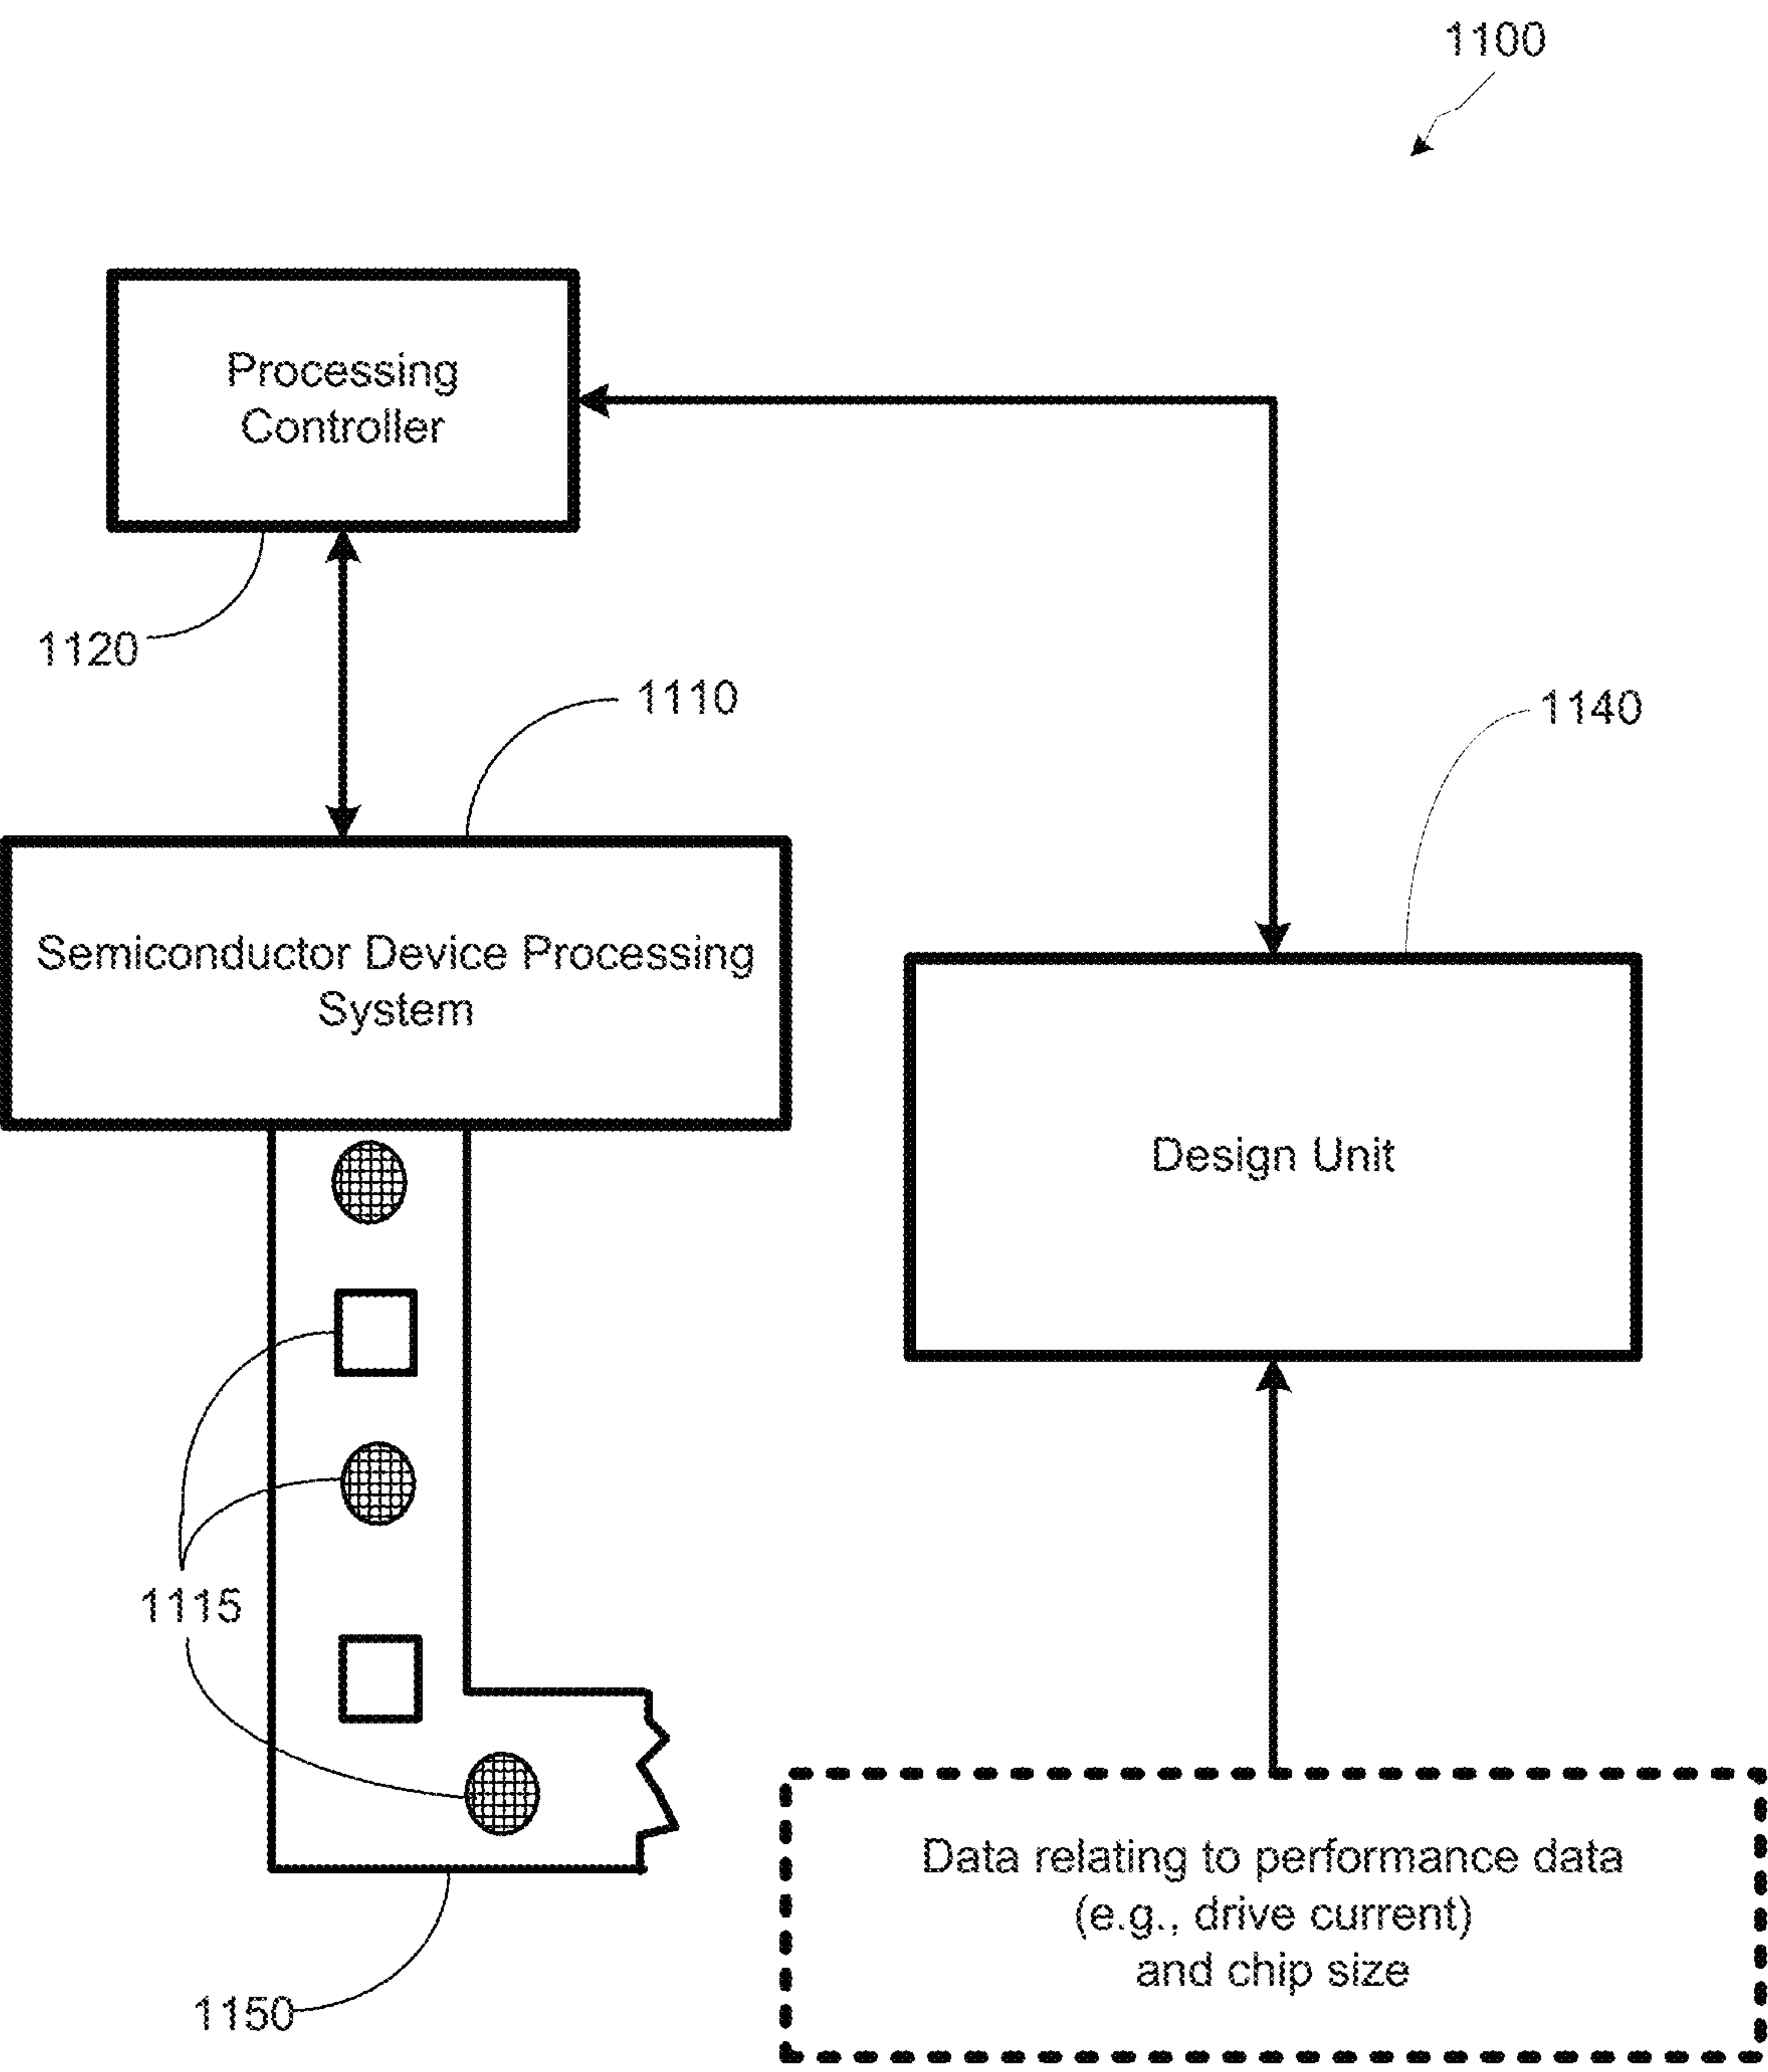 1100
Processing
Controller
1120
1110
1140
Semiconductor Device Processing
System
Design Unit
1115
Data relating to performance data
(e.g., drive current)
and chip size
1150